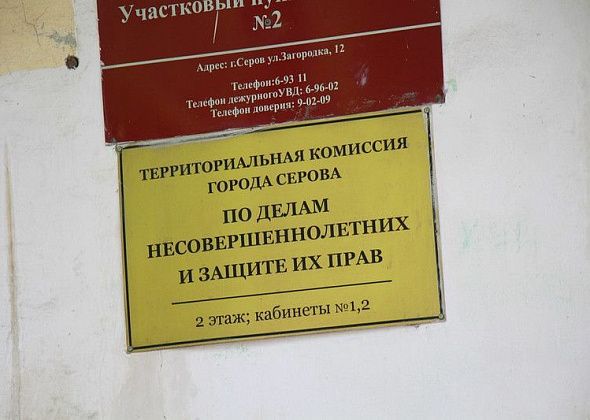 Участковый
№2
Адрес: г.Серов ул.Загородка, 12
Телефон:6-93 11
Телефон дежурногоУВД: 6-96-02
Телефон доверия: 9-02-09
ТЕРРИТОРИАЛЬНАЯ КОМИССИЯ
ГОРОДА СЕРОВА
ПО ДЕЛАМ
НЕСОВЕРШЕННОЛЕТНИХ
И ЗАЩИТЕ ИХ ПРАВ
2 этаж; кабинеты №1,2